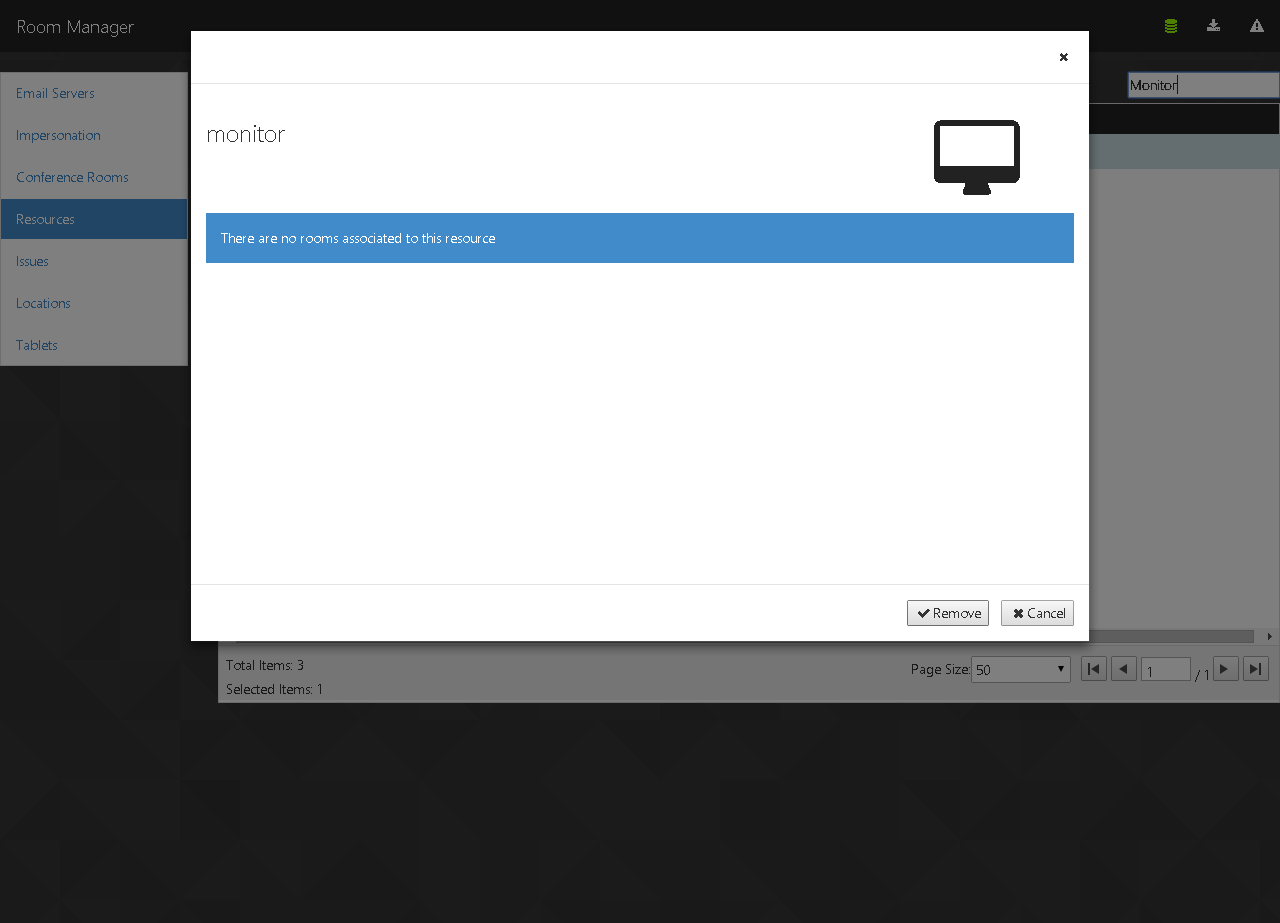 Room Manager
Monitor
Email Servers
Impersonation
Conference Rooms
Resources
Issues
Locations
Tablets
monitor
There are no rooms associated to this resource
Remove
Cancel
Total Items: 3
Selected Items: 1
Page Size: 50
1 / 1